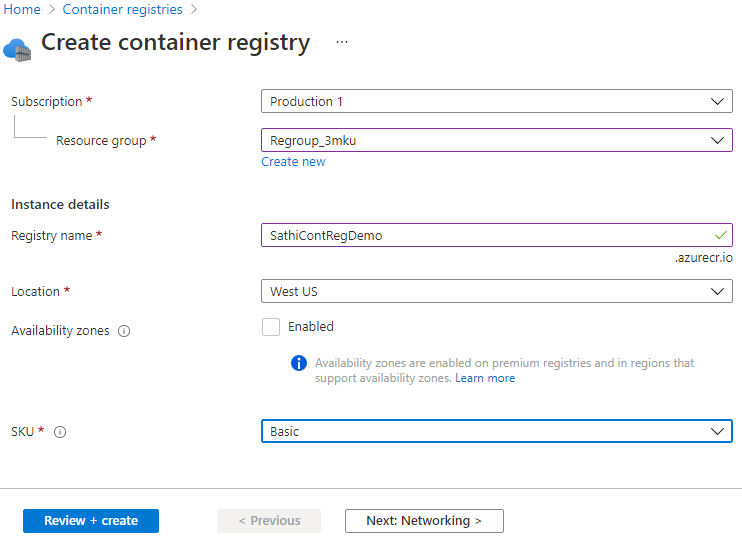 Home > Container registries >
Create container registry ...
Subscription *
Production 1
Resource group *
Regroup_3mku
Create new
Instance details
Registry name *
SathiContRegDemo
.azurecr.io
Location *
West US
Availability zones
Enabled
Availability zones are enabled on premium registries and in regions that
support availability zones. Learn more
SKU *
Basic
Review + create
< Previous
Next: Networking >